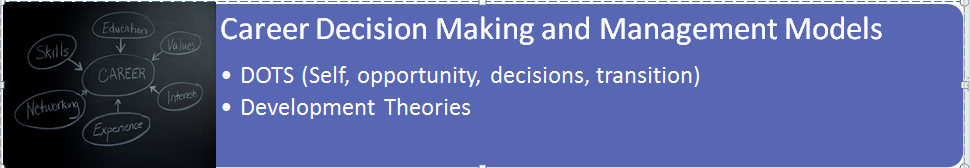 Education
Skills
Values
CAREER
Networking
Interests
Experience
Career Decision Making and Management Models
• DOTS (Self, opportunity, decisions, transition)
• Development Theories